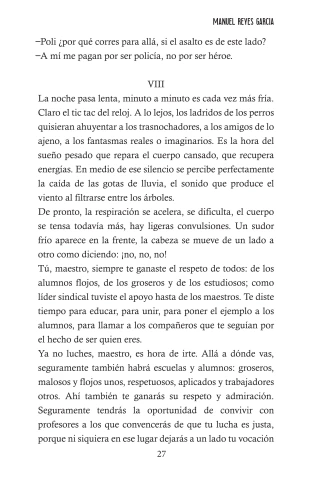 MANUEL REYES GARCIA
–Poli ¿por qué corres para allá, si el asalto es de este lado?
–A mí me pagan por ser policía, no por ser héroe.
VIII
La noche pasa lenta, minuto a minuto es cada vez más fría.
Claro el tic tac del reloj. A lo lejos, los ladridos de los perros
quisieran ahuyentar a los trasnochadores, a los amigos de lo
ajeno, a los fantasmas reales o imaginarios. Es la hora del
sueño pesado que repara el cuerpo cansado, que recupera
energías. En medio de ese silencio se percibe perfectamente
la caída de las gotas de lluvia, el sonido que produce el
viento al filtrarse entre los árboles.
De pronto, la respiración se acelera, se dificulta, el cuerpo
se tensa todavía más, hay ligeras convulsiones. Un sudor
frío aparece en la frente, la cabeza se mueve de un lado a
otro como diciendo: ¡no, no, no!
Tú, maestro, siempre te ganaste el respeto de todos: de los
alumnos flojos, de los groseros y de los estudiosos; como
líder sindical tuviste el apoyo hasta de los maestros. Te diste
tiempo para educar, para unir, para poner el ejemplo a los
alumnos, para llamar a los compañeros que te seguían por
el hecho de ser quien eres.
Ya no luches, maestro, es hora de irte. Allá a dónde vas,
seguramente también habrá escuelas y alumnos: groseros,
malosos y flojos unos, respetuosos, aplicados y trabajadores
otros. Ahí también te ganarás su respeto y admiración.
Seguramente tendrás la oportunidad de convivir con
profesores a los que convencerás de que tu lucha es justa,
porque ni siquiera en ese lugar dejarás a un lado tu vocación
27